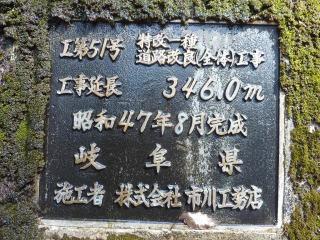 工第51号 特改一種
道路改良(全体)工事
工事延長 346.0m
昭和47年8月完成
岐阜県
施工者 株式会社 市川工務店